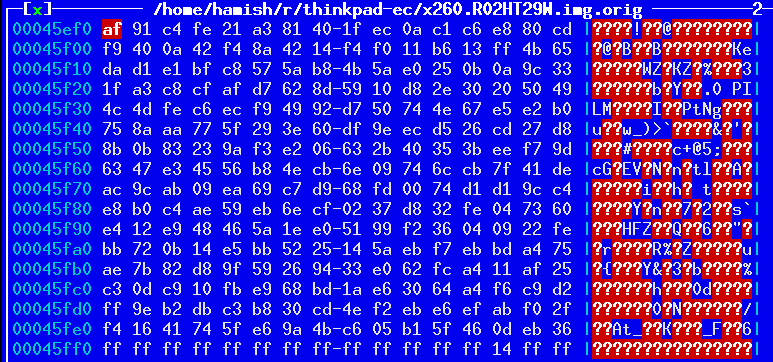 [x] /home/hamish/r/thinkpad-ec/x260.R02HT29W.img.orig 2
00045ef0 af 91 c4 fe 21 a3 81 40-1f ec 0a c1 c6 e8 80 cd |????!??@????????
00045f00 f9 40 0a 42 f4 8a 42 14-f4 f0 11 b6 13 ff 4b 65 |?@?B??B???????Ke
00045f10 da d1 e1 bf c8 57 5a b8-4b 5a e0 25 0b 0a 9c 33 |?????WZ?KZ?%???3
00045f20 1f a3 c8 cf af d7 62 8d-59 10 d8 2e 30 20 50 49 |??????b?Y??.0 PI
00045f30 4c 4d fe c6 ec f9 49 92-d7 50 74 4e 67 e5 e2 b0 |LM????I??PtNg???
00045f40 75 8a aa 77 5f 29 3e 60-df 9e ec d5 26 cd 27 d8 |u??w_)>`????&?'?
00045f50 8b 0b 83 23 9a f3 e2 06-63 2b 40 35 3b ee f7 9d |???#????c+@5;???
00045f60 63 47 e3 45 56 b8 4e cb-6e 09 74 6c cb 7f 41 de |cG?EV?N?n?tl??A?
00045f70 ac 9c ab 09 ea 69 c7 d9-68 fd 00 74 d1 d1 9c c4 |?????i??h? t????
00045f80 e8 b0 c4 ae 59 eb 6e cf-02 37 d8 32 fe 04 73 60 |????Y?n??7?2??s`
00045f90 e4 12 e9 48 46 5a 1e e0-51 99 f2 36 04 09 22 fe |???HFZ??Q??6??"?
00045fa0 bb 72 0b 14 e5 bb 52 25-14 5a eb f7 eb bd a4 75 |?r????R%?Z?????u
00045fb0 ae 7b 82 d8 9f 59 26 94-33 e0 62 fc a4 11 af 25 |?{???Y&?3?b????%
00045fc0 c3 0d c9 10 fb e9 68 bd-1a e6 30 64 a4 f6 c9 d2 |??????h???0d????
00045fd0 ff 9e b2 db c3 b8 30 cd-4e f2 eb e6 ef ab f0 2f |??????0?N??????/
00045fe0 f4 16 41 74 5f e6 9a 4b-c6 05 b1 5f 46 0d eb 36 |??At_??K???_F??6
00045ff0 ff ff ff ff ff ff ff ff-ff ff ff ff ff 14 ff ff |????????????????